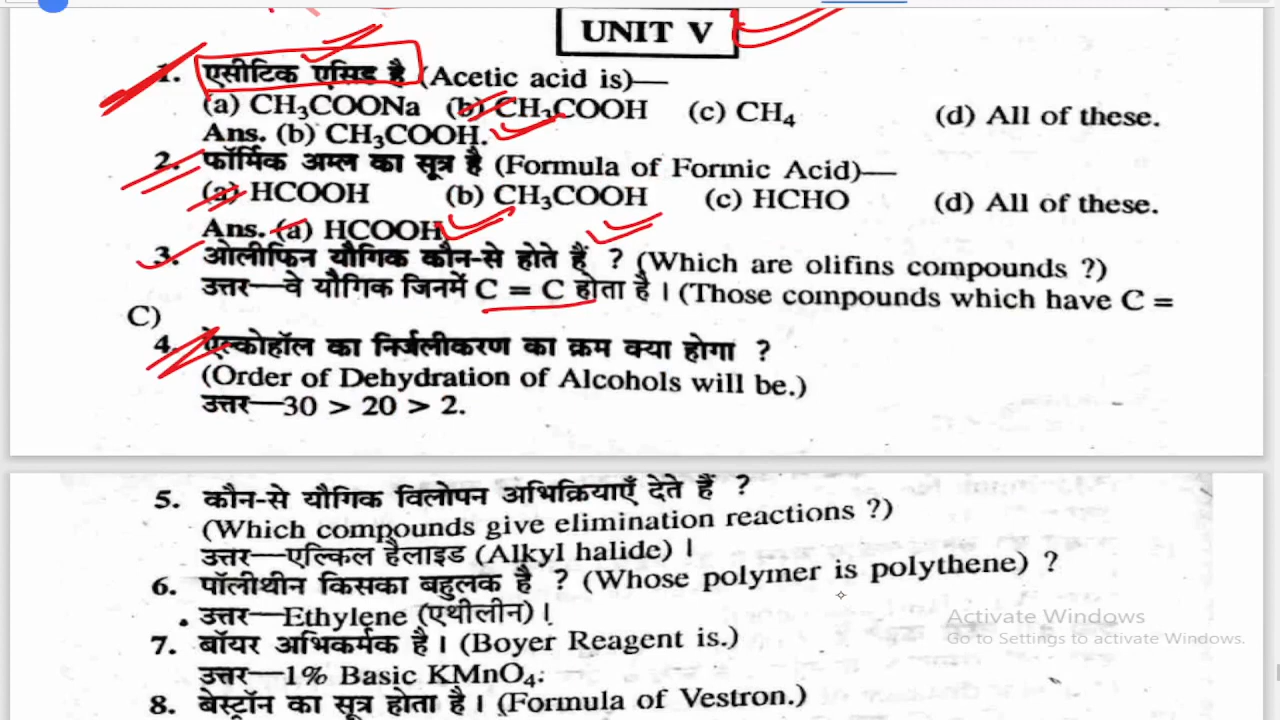 UNIT V
1. एसीटिक एसिड है (Acetic acid is)—
(a) CH₃COONa (b) CH₃COOH (c) CH₄ (d) All of these.
Ans. (b) CH₃COOH.
2. फॉर्मिक अम्ल का सूत्र है (Formula of Formic Acid)—
(a) HCOOH (b) CH₃COOH (c) HCHO (d) All of these.
Ans. (a) HCOOH
3. ओलीफिन यौगिक कौन-से होते हैं ? (Which are olifins compounds ?)
उत्तर—वे यौगिक जिनमें C = C होता है। (Those compounds which have C =
C)
4. ऐल्कोहॉल का निर्जलीकरण का क्रम क्या होगा ?
(Order of Dehydration of Alcohols will be.)
उत्तर—30 > 20 > 2.
5. कौन-से यौगिक विलोपन अभिक्रियाएँ देते हैं ?
(Which compounds give elimination reactions ?)
उत्तर—एल्किल हैलाइड (Alkyl halide) ।
6. पॉलीथीन किसका बहुलक है ? (Whose polymer is polythene) ?
उत्तर—Ethylene (एथीलीन)।
7. बॉयर अभिकर्मक है। (Boyer Reagent is.)
उत्तर—1% Basic KMnO₄.
8. बेस्ट्रॉन का सूत्र होता है। (Formula of Vestron.)
Activate Windows
Go to Settings to activate Windows.